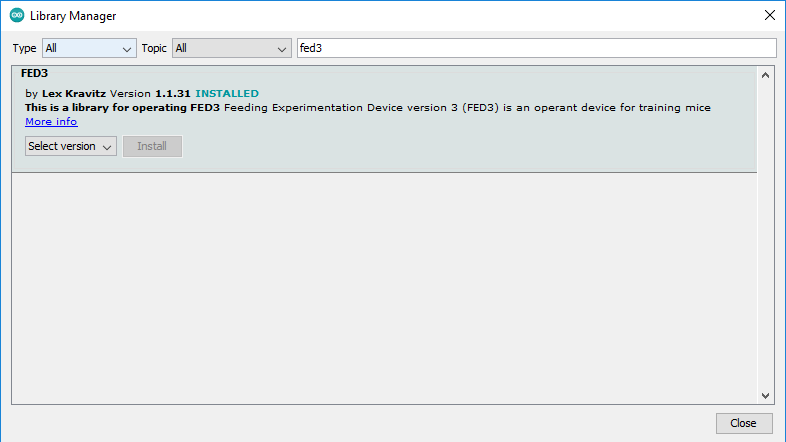 Library Manager
Type All Topic All fed3
FED3
by Lex Kravitz Version 1.1.31 INSTALLED
This is a library for operating FED3 Feeding Experimentation Device version 3 (FED3) is an operant device for training mice
More info
Select version Install
Close